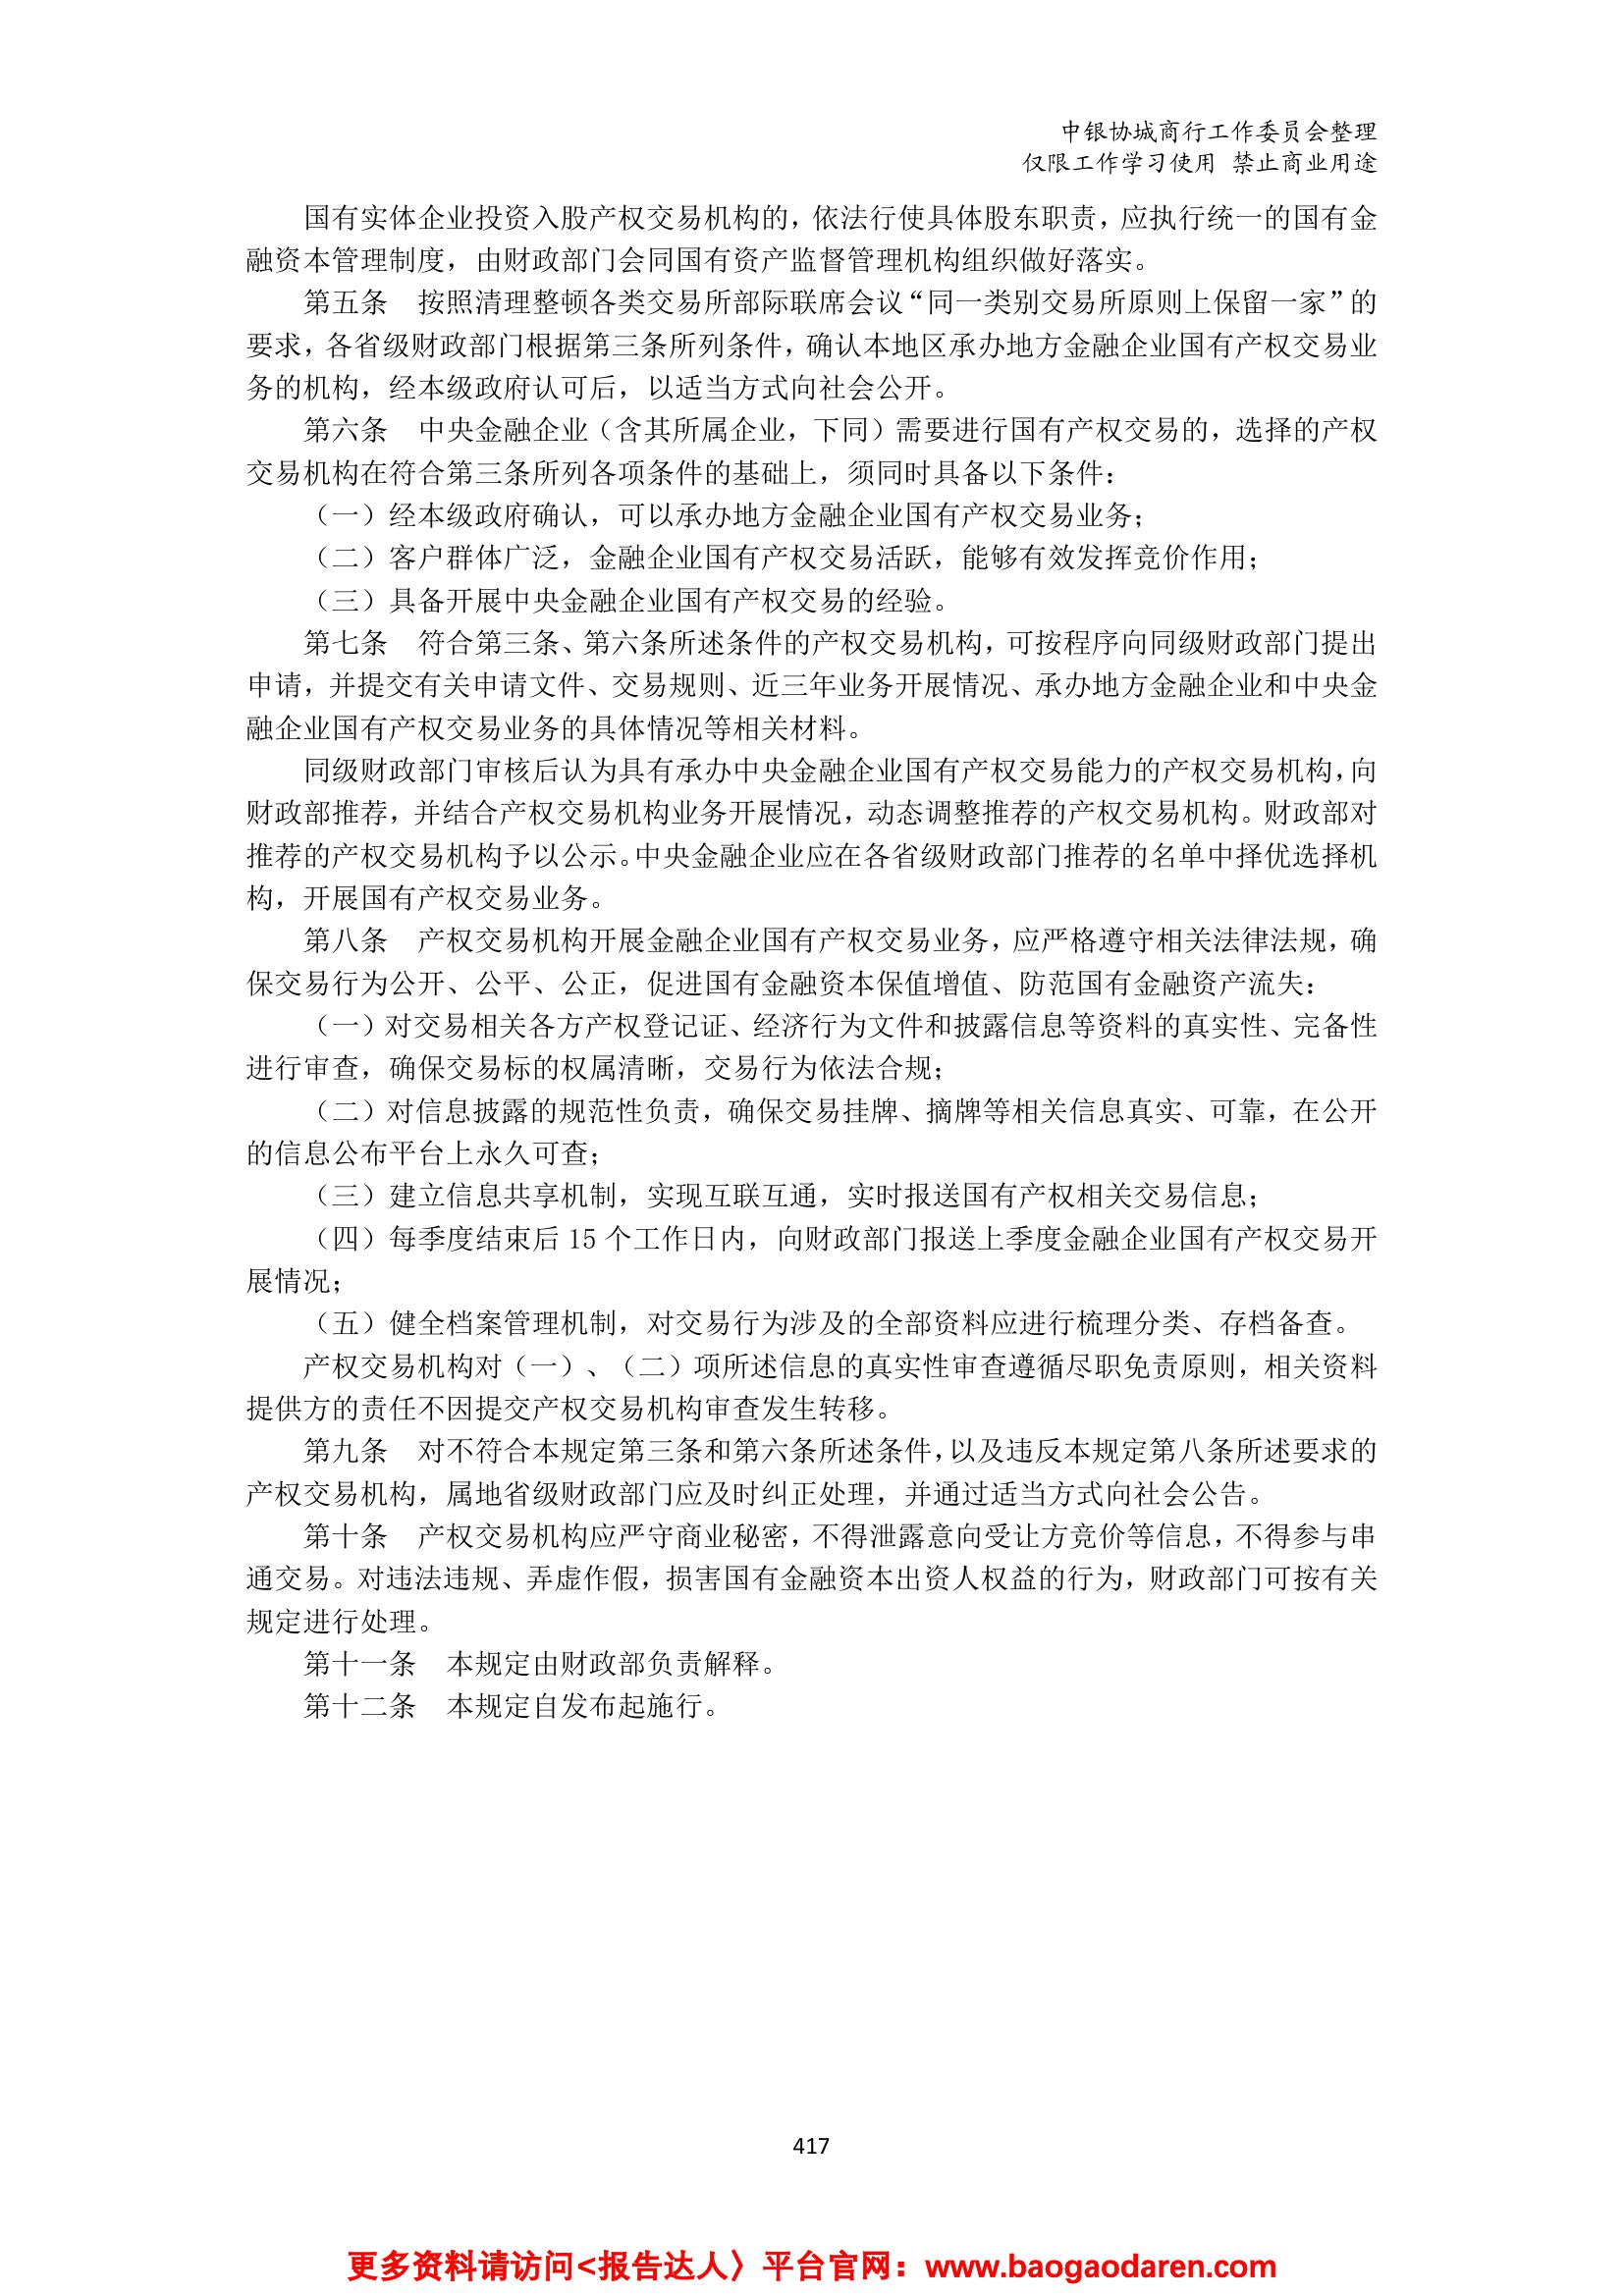 中银协城商行工作委员会整理
仅限工作学习使用 禁止商业用途
国有实体企业投资入股产权交易机构的，依法行使具体股东职责，应执行统一的国有金
融资本管理制度，由财政部门会同国有资产监督管理机构组织做好落实。
第五条　按照清理整顿各类交易所部际联席会议“同一类别交易所原则上保留一家”的
要求，各省级财政部门根据第三条所列条件，确认本地区承办地方金融企业国有产权交易业
务的机构，经本级政府认可后，以适当方式向社会公开。
第六条　中央金融企业（含其所属企业，下同）需要进行国有产权交易的，选择的产权
交易机构在符合第三条所列各项条件的基础上，须同时具备以下条件：
（一）经本级政府确认，可以承办地方金融企业国有产权交易业务；
（二）客户群体广泛，金融企业国有产权交易活跃，能够有效发挥竞价作用；
（三）具备开展中央金融企业国有产权交易的经验。
第七条　符合第三条、第六条所述条件的产权交易机构，可按程序向同级财政部门提出
申请，并提交有关申请文件、交易规则、近三年业务开展情况、承办地方金融企业和中央金
融企业国有产权交易业务的具体情况等相关材料。
同级财政部门审核后认为具有承办中央金融企业国有产权交易能力的产权交易机构，向
财政部推荐，并结合产权交易机构业务开展情况，动态调整推荐的产权交易机构。财政部对
推荐的产权交易机构予以公示。中央金融企业应在各省级财政部门推荐的名单中择优选择机
构，开展国有产权交易业务。
第八条　产权交易机构开展金融企业国有产权交易业务，应严格遵守相关法律法规，确
保交易行为公开、公平、公正，促进国有金融资本保值增值、防范国有金融资产流失：
（一）对交易相关各方产权登记证、经济行为文件和披露信息等资料的真实性、完备性
进行审查，确保交易标的权属清晰，交易行为依法合规；
（二）对信息披露的规范性负责，确保交易挂牌、摘牌等相关信息真实、可靠，在公开
的信息公布平台上永久可查；
（三）建立信息共享机制，实现互联互通，实时报送国有产权相关交易信息；
（四）每季度结束后 15 个工作日内，向财政部门报送上季度金融企业国有产权交易开
展情况；
（五）健全档案管理机制，对交易行为涉及的全部资料应进行梳理分类、存档备查。
产权交易机构对（一）、（二）项所述信息的真实性审查遵循尽职免责原则，相关资料
提供方的责任不因提交产权交易机构审查发生转移。
第九条　对不符合本规定第三条和第六条所述条件，以及违反本规定第八条所述要求的
产权交易机构，属地省级财政部门应及时纠正处理，并通过适当方式向社会公告。
第十条　产权交易机构应严守商业秘密，不得泄露意向受让方竞价等信息，不得参与串
通交易。对违法违规、弄虚作假，损害国有金融资本出资人权益的行为，财政部门可按有关
规定进行处理。
第十一条　本规定由财政部负责解释。
第十二条　本规定自发布起施行。
417
更多资料请访问<报告达人〉平台官网：www.baogaodaren.com